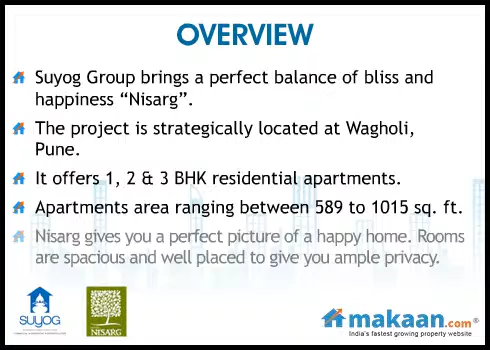 OVERVIEW
Suyog Group brings a perfect balance of bliss and
happiness “Nisarg”.
The project is strategically located at Wagholi,
Pune.
It offers 1, 2 & 3 BHK residential apartments.
Apartments area ranging between 589 to 1015 sq. ft.
Nisarg gives you a perfect picture of a happy home. Rooms
are spacious and well placed to give you ample privacy.
SUYOG
NISARG
makaan.com®
India's fastest growing property website